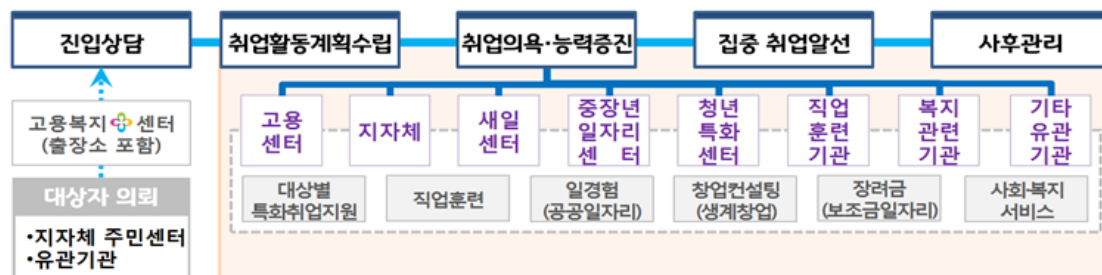 진입상담
취업활동계획수립
취업의욕·능력증진
집중 취업알선
사후관리
고용복지 센터
(출장소 포함)
대상자 의뢰
•지자체 주민센터
•유관기관
고용
센터
지자체
새일
센터
중장년
일자리
센 터
청년
특화
센터
직업
훈련
기관
복지
관련
기관
기타
유관
기관
대상별
특화취업지원
직업훈련
일경험
(공공일자리)
창업컨설팅
(생계창업)
장려금
(보조금일자리)
사회·복지
서비스